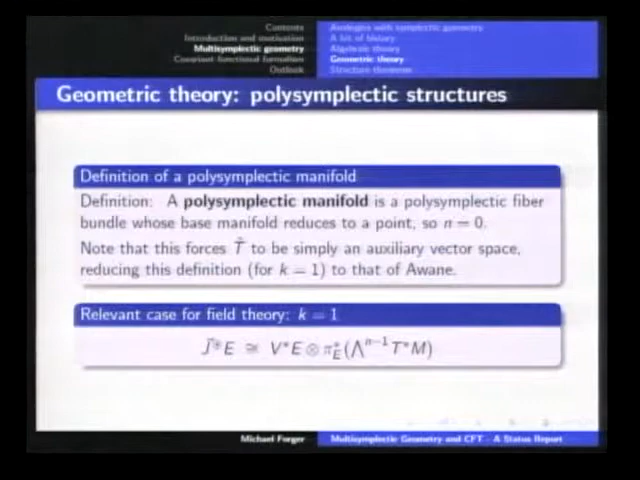 Contents
Introduction and motivation
Multisymplectic geometry
Covariant functional formalism
Outlook
Analogies with symplectic geometry
A bit of history
Algebraic theory
Geometric theory
Structure theorems
Geometric theory: polysymplectic structures
Definition of a polysymplectic manifold
Definition: A polysymplectic manifold is a polysymplectic fiber
bundle whose base manifold reduces to a point, so n = 0.
Note that this forces T̂ to be simply an auxiliary vector space,
reducing this definition (for k = 1) to that of Awane.
Relevant case for field theory: k = 1
J⃗⊛E ≅ V*E ⊗ π*_E(⋀^{n−1} T*M)
Michael Forger
Multisymplectic Geometry and CFT - A Status Report